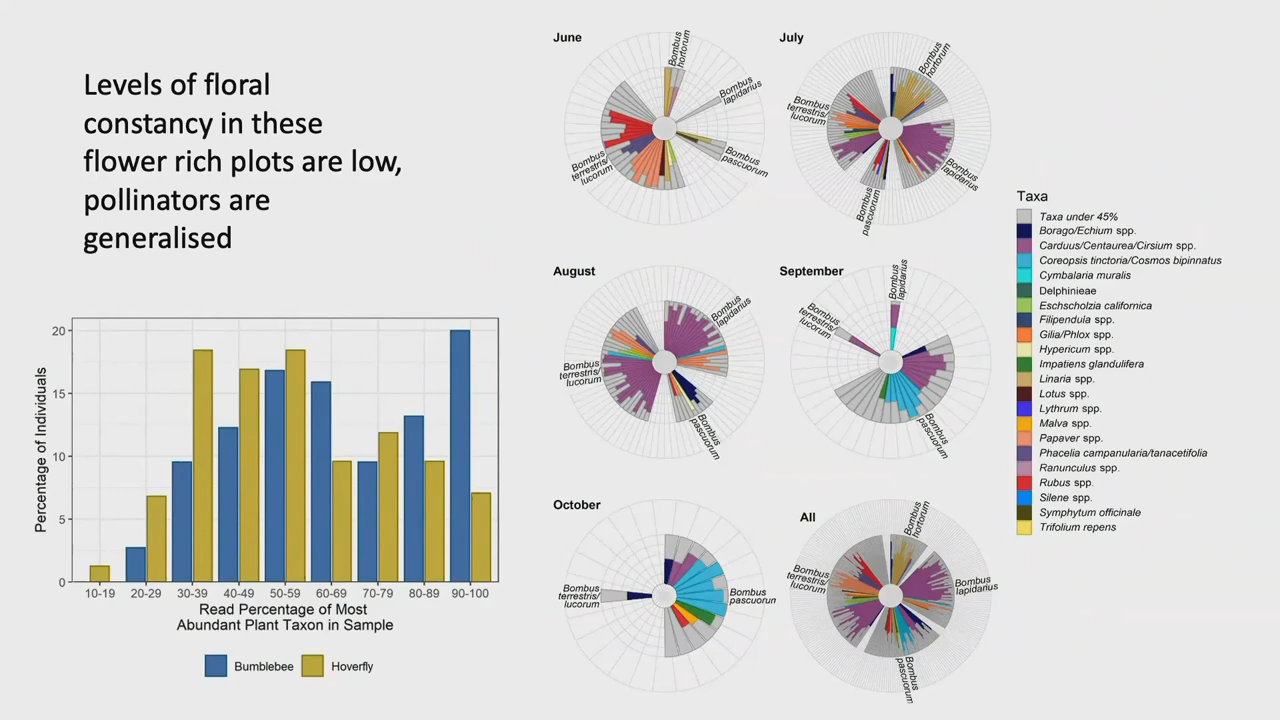 Levels of floral
constancy in these
flower rich plots are low,
pollinators are
generalised
Percentage of Individuals
20
15
10
5
0
10-19 20-29 30-39 40-49 50-59 60-69 70-79 80-89 90-100
Read Percentage of Most
Abundant Plant Taxon in Sample
Bumblebee Hoverfly
June
Bombus
hortorum
Bombus
lapidarius
Bombus
pascuorum
Bombus
terrestris/
lucorum
July
Bombus
hortorum
Bombus
lapidarius
Bombus
pascuorum
Bombus
terrestris/
lucorum
August
Bombus
lapidarius
Bombus
pascuorum
Bombus
terrestris/
lucorum
September
Bombus
lapidarius
Bombus
pascuorum
Bombus
terrestris/
lucorum
October
Bombus
pascuorum
Bombus
terrestris/
lucorum
All
Bombus
hortorum
Bombus
lapidarius
Bombus
pascuorum
Bombus
terrestris/
lucorum
Taxa
Taxa under 45%
Borago/Echium spp.
Carduus/Centaurea/Cirsium spp.
Coreopsis tinctoria/Cosmos bipinnatus
Cymbalaria muralis
Delphinieae
Eschscholzia californica
Filipendula spp.
Gilia/Phlox spp.
Hypericum spp.
Impatiens glandulifera
Linaria spp.
Lotus spp.
Lythrum spp.
Malva spp.
Papaver spp.
Phacelia campanularia/tanacetifolia
Ranunculus spp.
Rubus spp.
Silene spp.
Symphytum officinale
Trifolium repens